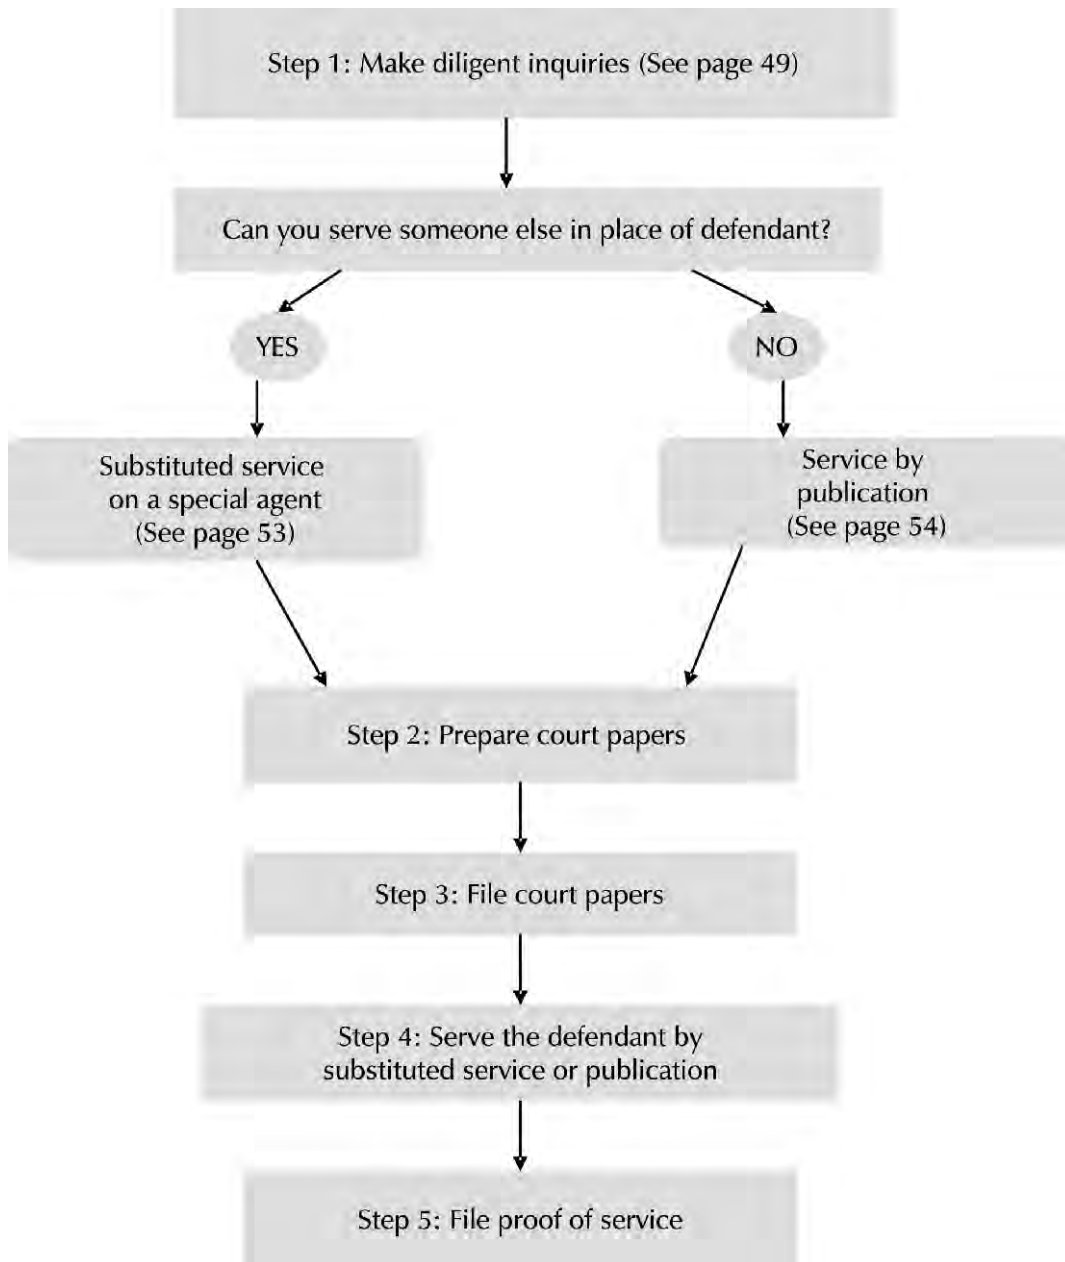 Step 1: Make diligent inquiries (See page 49)
Can you serve someone else in place of defendant?
YES
NO
Substituted service
on a special agent
(See page 53)
Service by
publication
(See page 54)
Step 2: Prepare court papers
Step 3: File court papers
Step 4: Serve the defendant by
substituted service or publication
Step 5: File proof of service